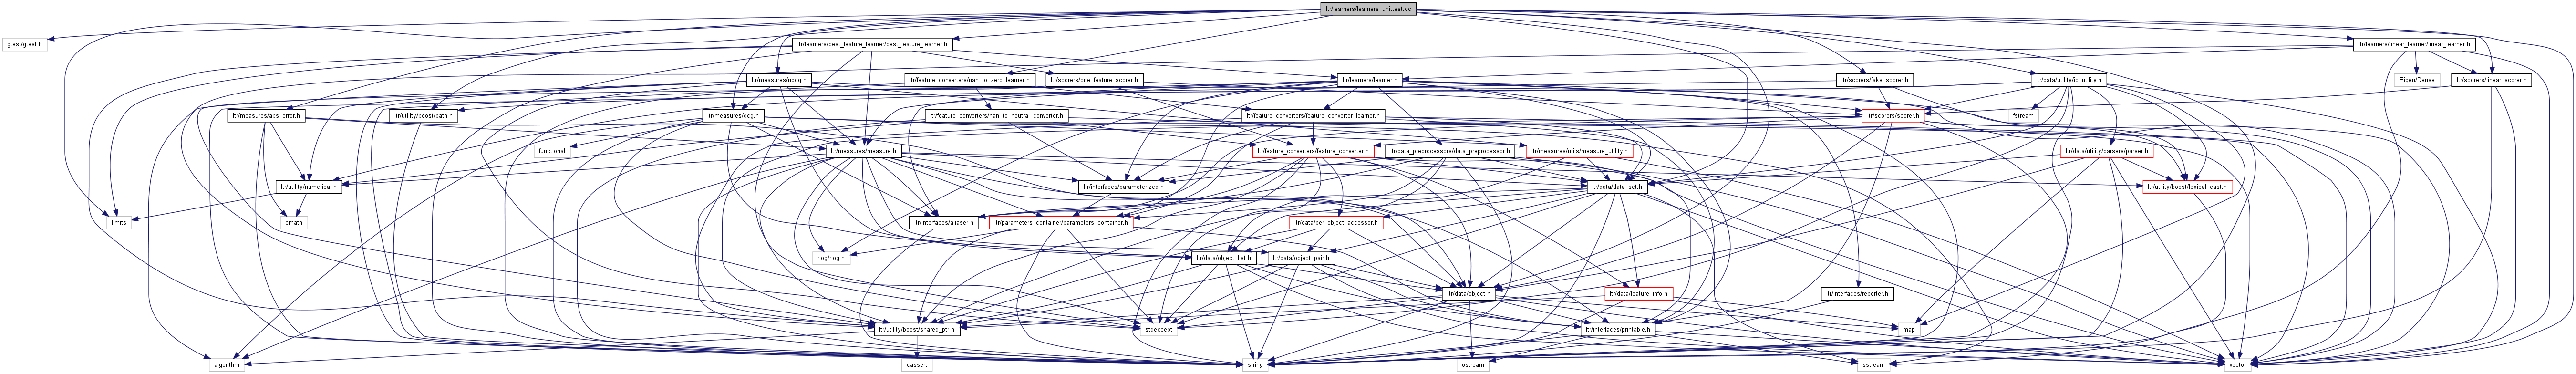 ltr/learners/learners_unittest.cc
gtest/gtest.h
ltr/learners/best_feature_learner/best_feature_learner.h
ltr/learners/linear_learner/linear_learner.h
ltr/measures/ndcg.h
ltr/feature_converters/nan_to_zero_learner.h
ltr/scorers/one_feature_scorer.h
ltr/learners/learner.h
ltr/scorers/fake_scorer.h
ltr/data/utility/io_utility.h
Eigen/Dense
ltr/scorers/linear_scorer.h
ltr/measures/abs_error.h
ltr/utility/boost/path.h
ltr/measures/dcg.h
ltr/feature_converters/nan_to_neutral_converter.h
ltr/feature_converters/feature_converter_learner.h
ltr/scorers/scorer.h
fstream
functional
ltr/measures/measure.h
ltr/feature_converters/feature_converter.h
ltr/data_preprocessors/data_preprocessor.h
ltr/measures/utils/measure_utility.h
ltr/data/utility/parsers/parser.h
ltr/utility/numerical.h
ltr/interfaces/parameterized.h
ltr/data/data_set.h
ltr/utility/boost/lexical_cast.h
limits
cmath
ltr/interfaces/aliaser.h
ltr/parameters_container/parameters_container.h
ltr/data/per_object_accessor.h
rlog/rlog.h
ltr/data/object_list.h
ltr/data/object_pair.h
ltr/data/object.h
ltr/data/feature_info.h
ltr/interfaces/reporter.h
ltr/utility/boost/shared_ptr.h
stdexcept
ltr/interfaces/printable.h
map
algorithm
cassert
string
ostream
sstream
vector